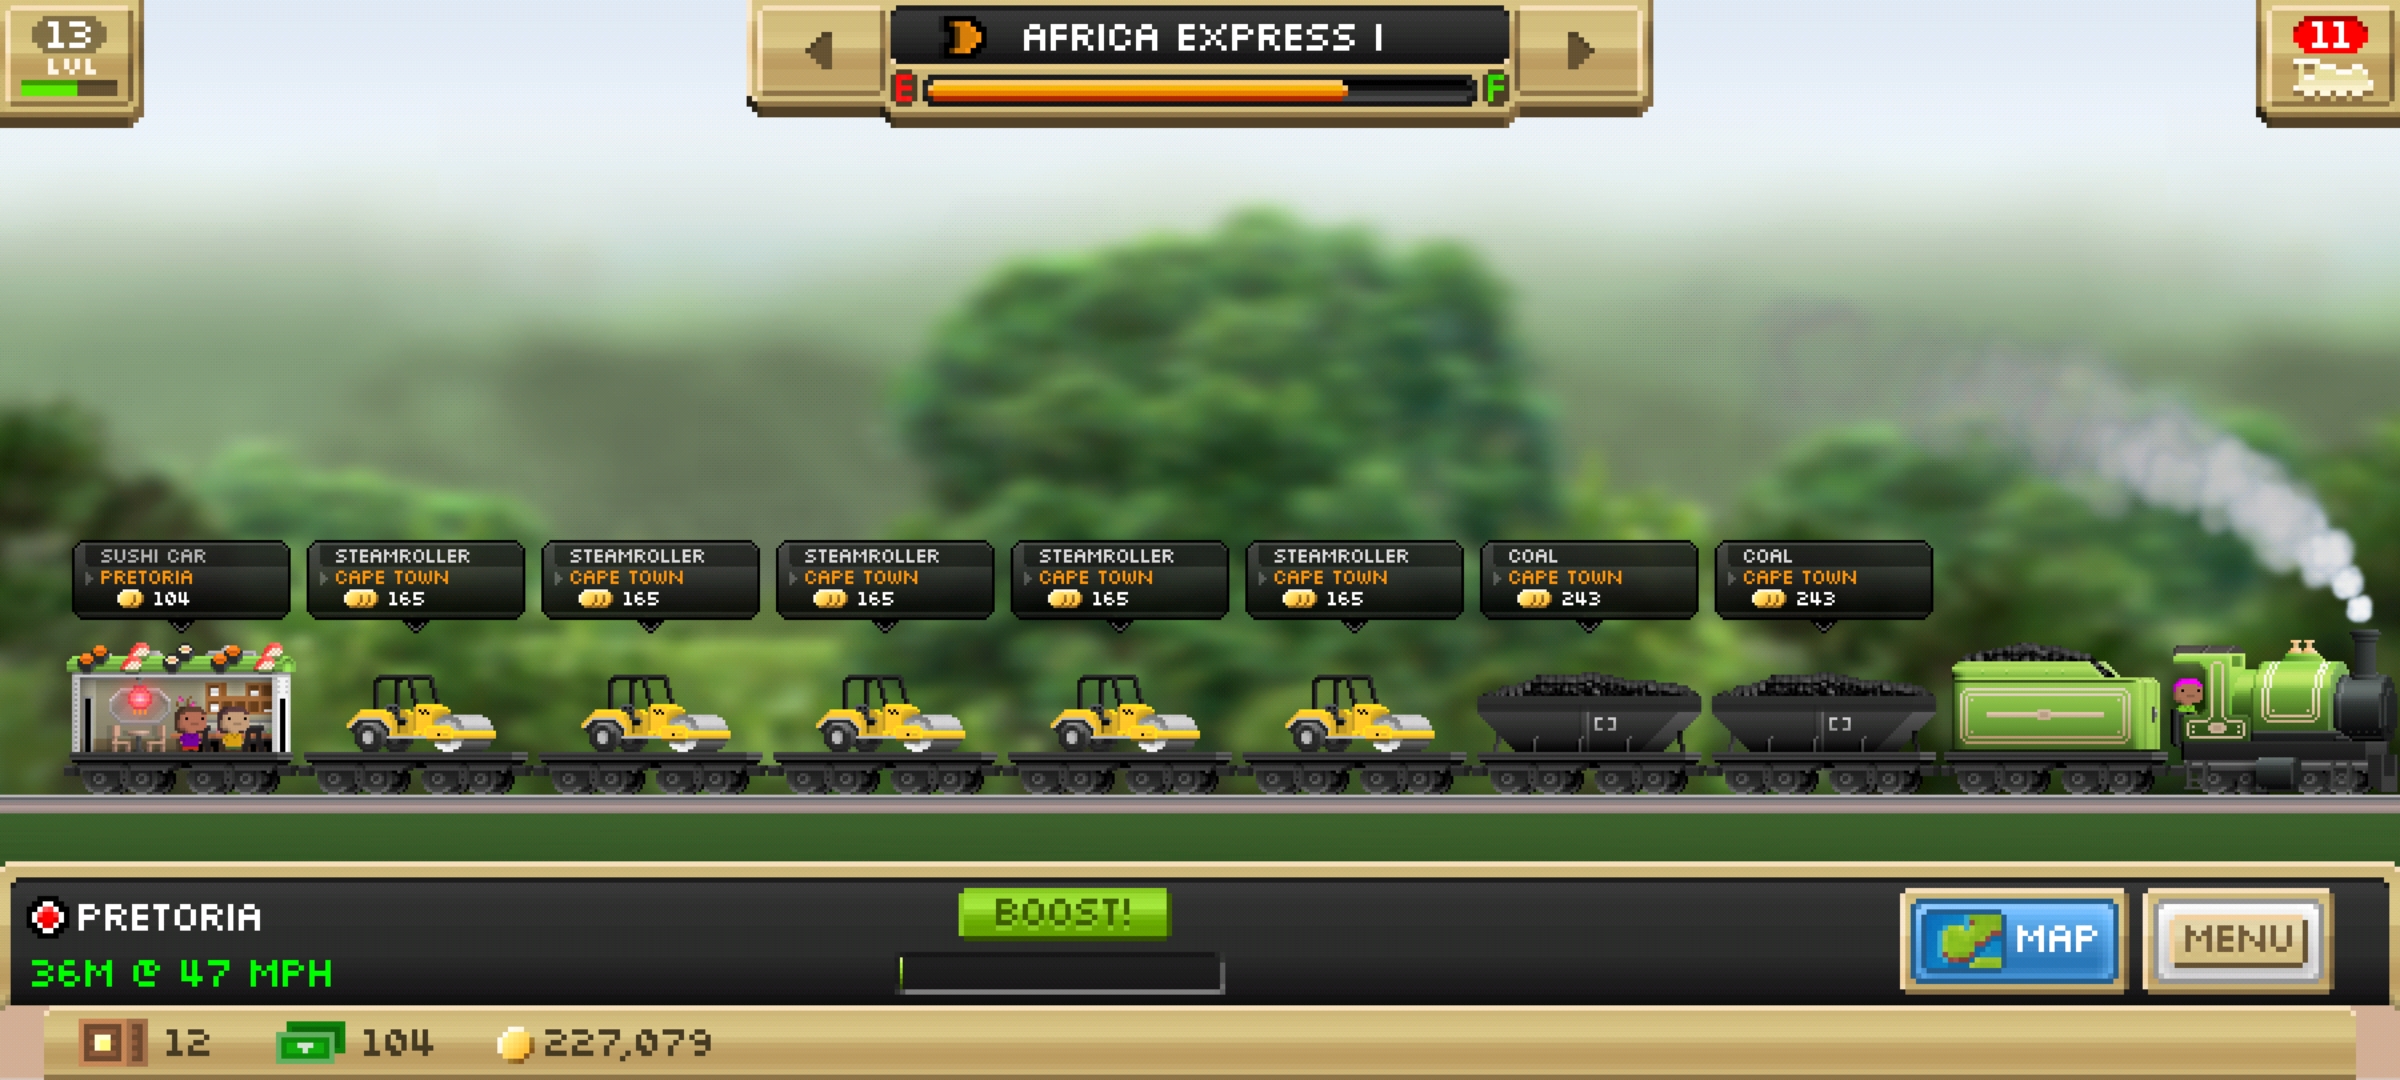 13
LVL
AFRICA EXPRESS I
E F
11
SUSHI CAR
PRETORIA
104
STEAMROLLER
CAPE TOWN
165
STEAMROLLER
CAPE TOWN
165
STEAMROLLER
CAPE TOWN
165
STEAMROLLER
CAPE TOWN
165
STEAMROLLER
CAPE TOWN
165
COAL
CAPE TOWN
243
COAL
CAPE TOWN
243
PRETORIA
36M @ 47 MPH
BOOST!
MAP
MENU
12
104
227,079